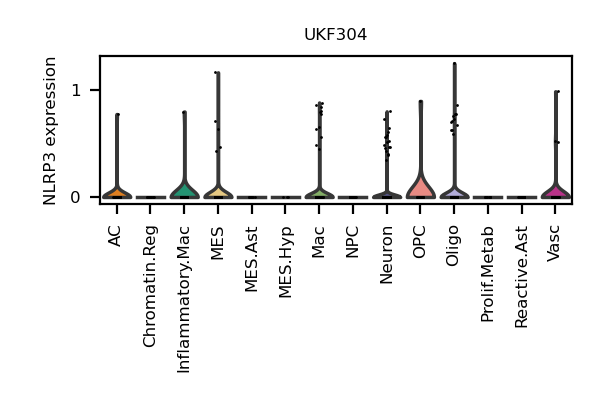 UKF304
NLRP3 expression
1
0
AC
Chromatin.Reg
Inflammatory.Mac
MES
MES.Ast
MES.Hyp
Mac
NPC
Neuron
OPC
Oligo
Prolif.Metab
Reactive.Ast
Vasc